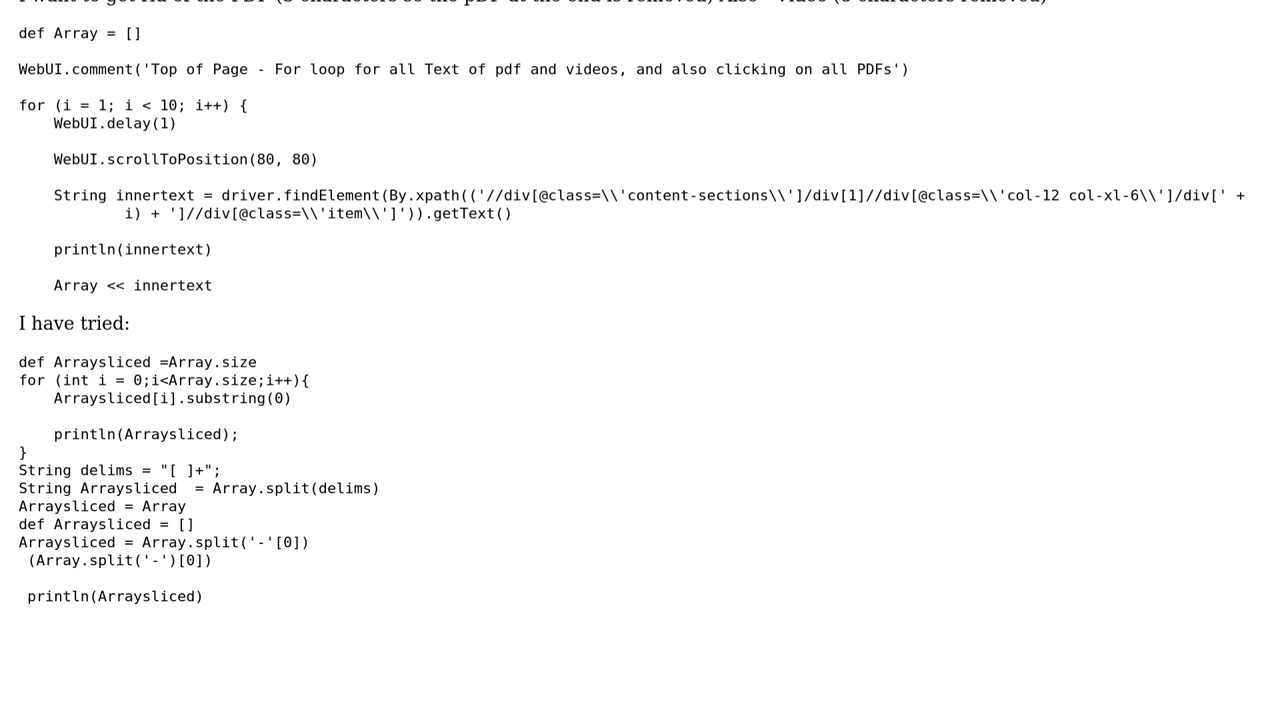 def Array = []
WebUI.comment('Top of Page - For loop for all Text of pdf and videos, and also clicking on all PDFs')
for (i = 1; i < 10; i++) {
    WebUI.delay(1)
    WebUI.scrollToPosition(80, 80)
    String innertext = driver.findElement(By.xpath(('//div[@class=\\'content-sections\\']/div[1]//div[@class=\\'col-12 col-xl-6\\']/div[' +
            i) + ']//div[@class=\\'item\\']')).getText()
    println(innertext)
    Array << innertext
I have tried:
def Arraysliced =Array.size
for (int i = 0;i<Array.size;i++){
    Arraysliced[i].substring(0)
    println(Arraysliced);
}
String delims = "[ ]+";
String Arraysliced  = Array.split(delims)
Arraysliced = Array
def Arraysliced = []
Arraysliced = Array.split('-'[0])
 (Array.split('-')[0])
 println(Arraysliced)